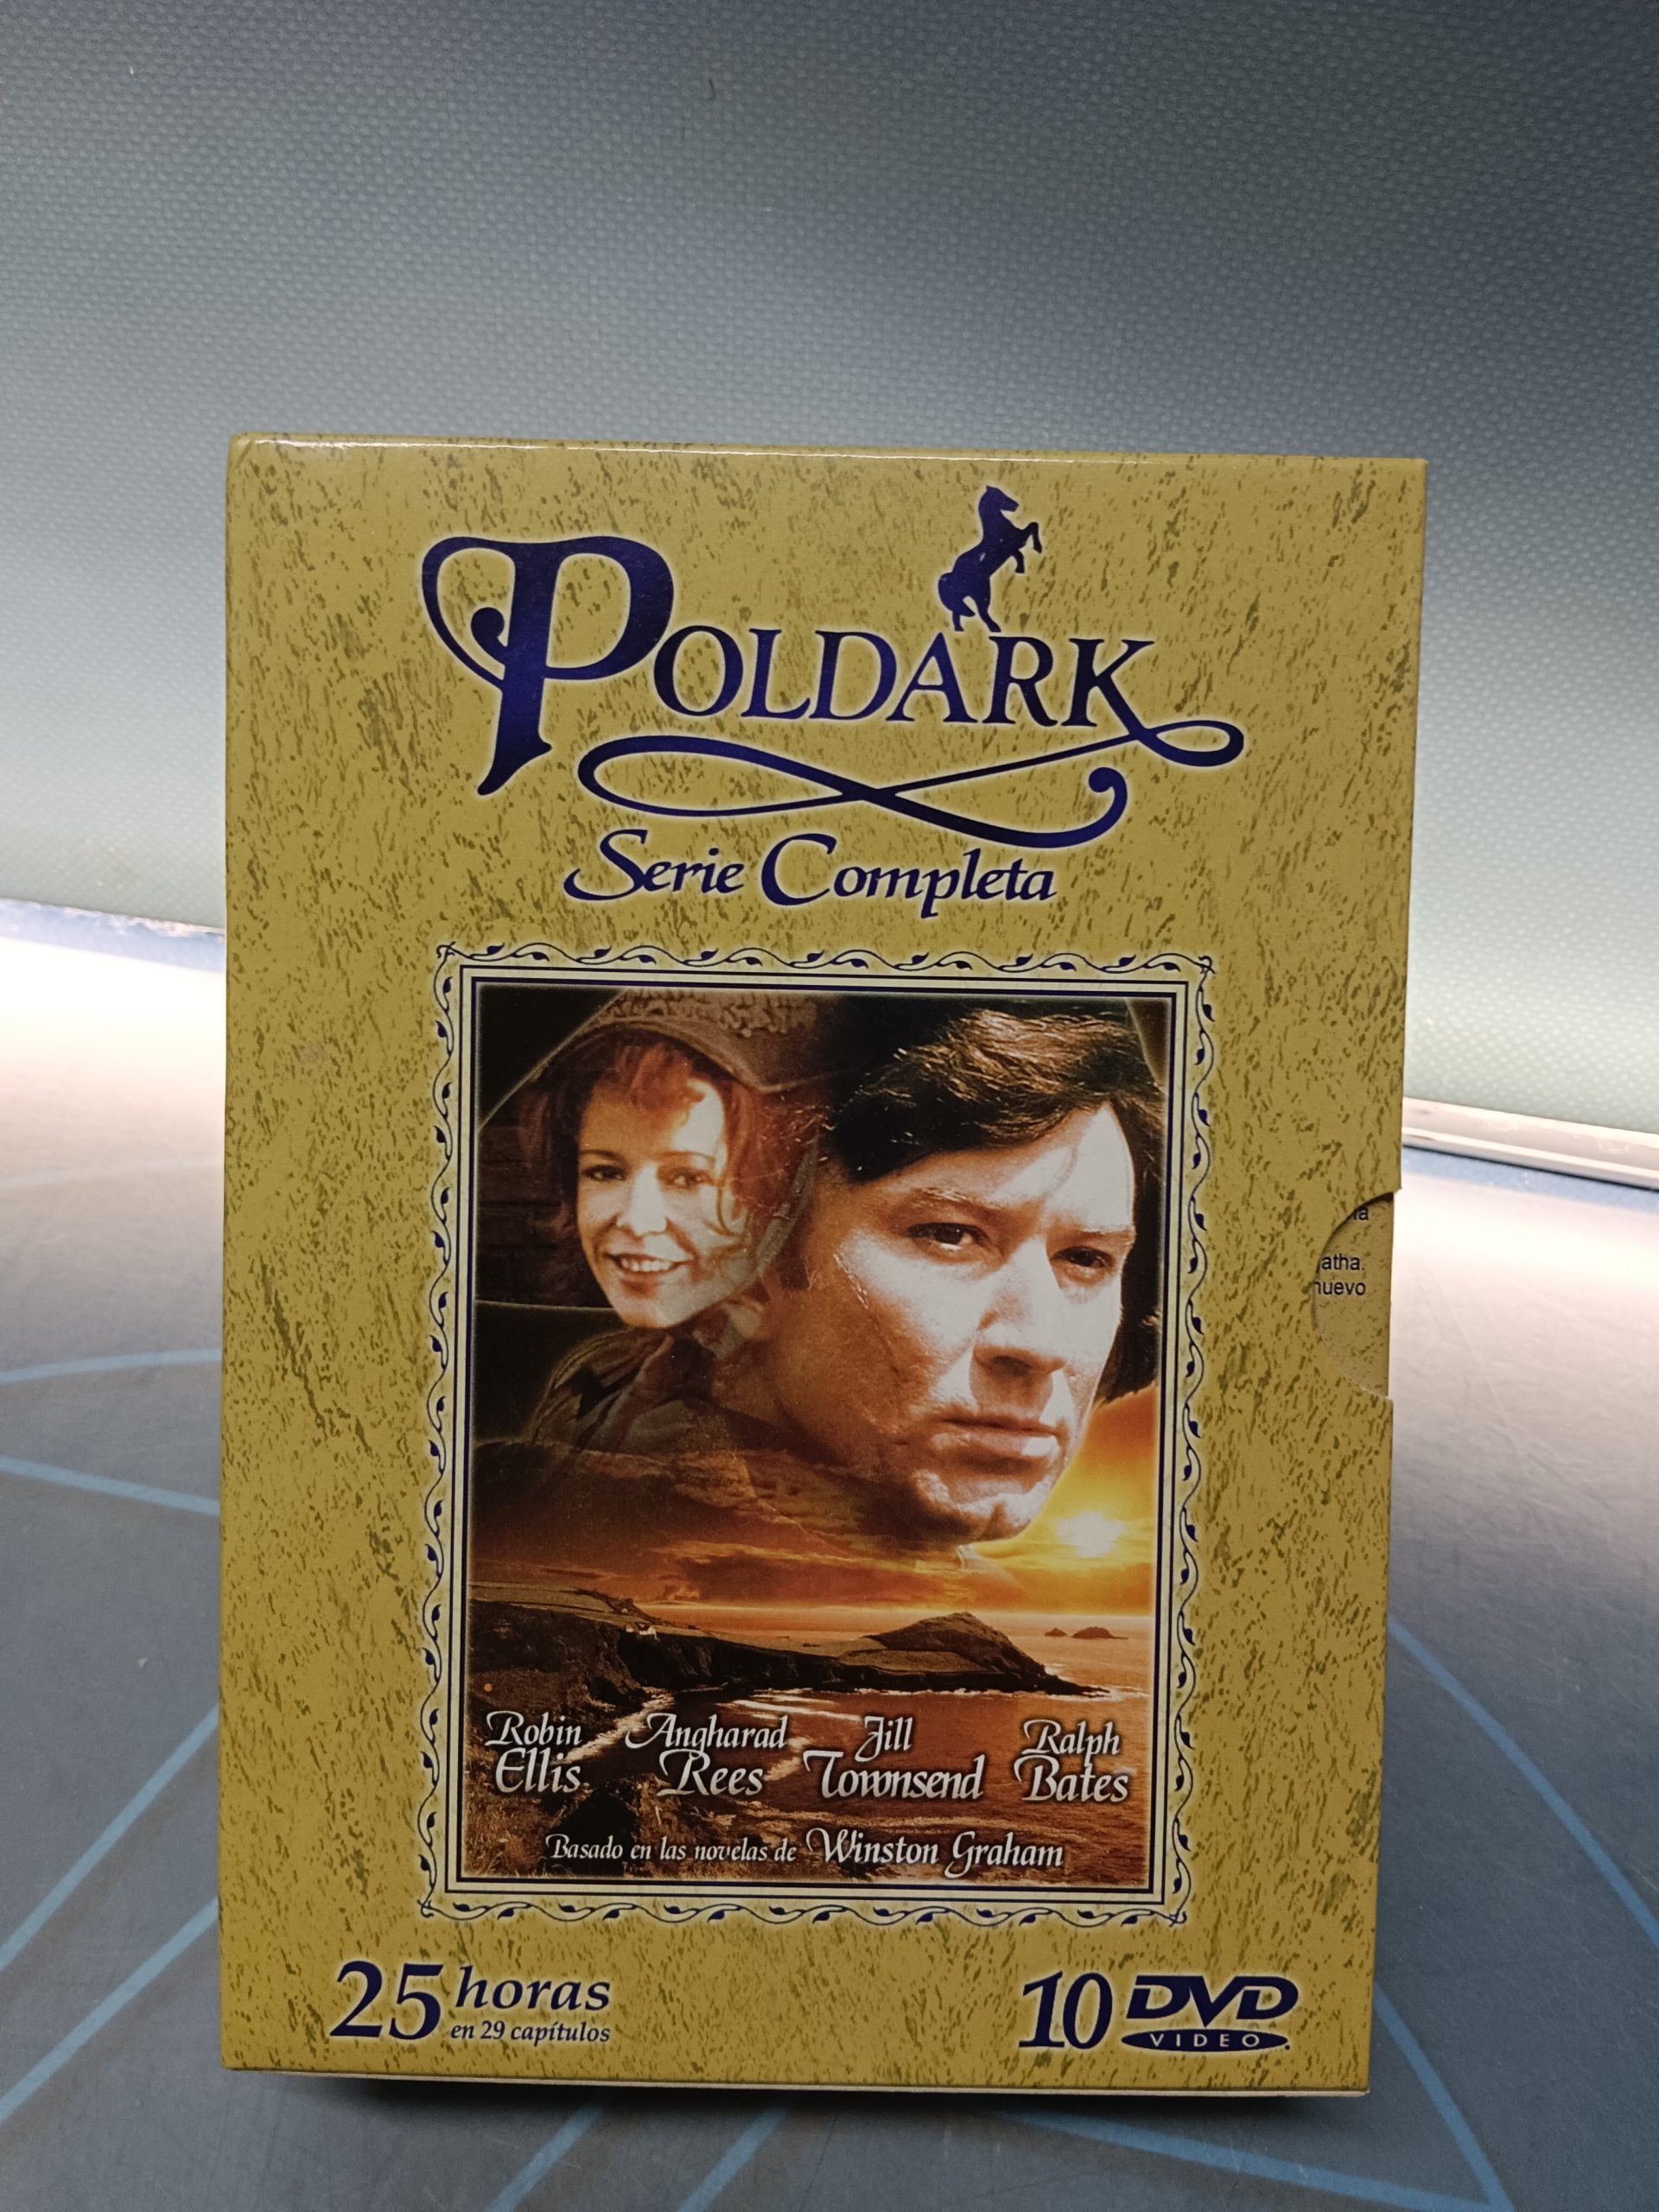 POLDARK
Serie Completa
Robin Ellis
Angharad Rees
Jill Townsend
Ralph Bates
Basado en las novelas de Winston Graham
25 horas
en 29 capítulos
10 DVD
VIDEO
nuevo